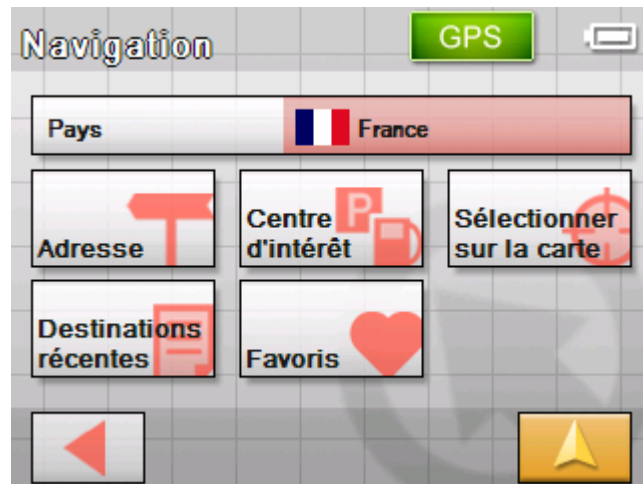 Navigation
GPS
Pays
France
Adresse
Centre
d'intérêt
P
Sélectionner
sur la carte
Destinations
récentes
Favoris